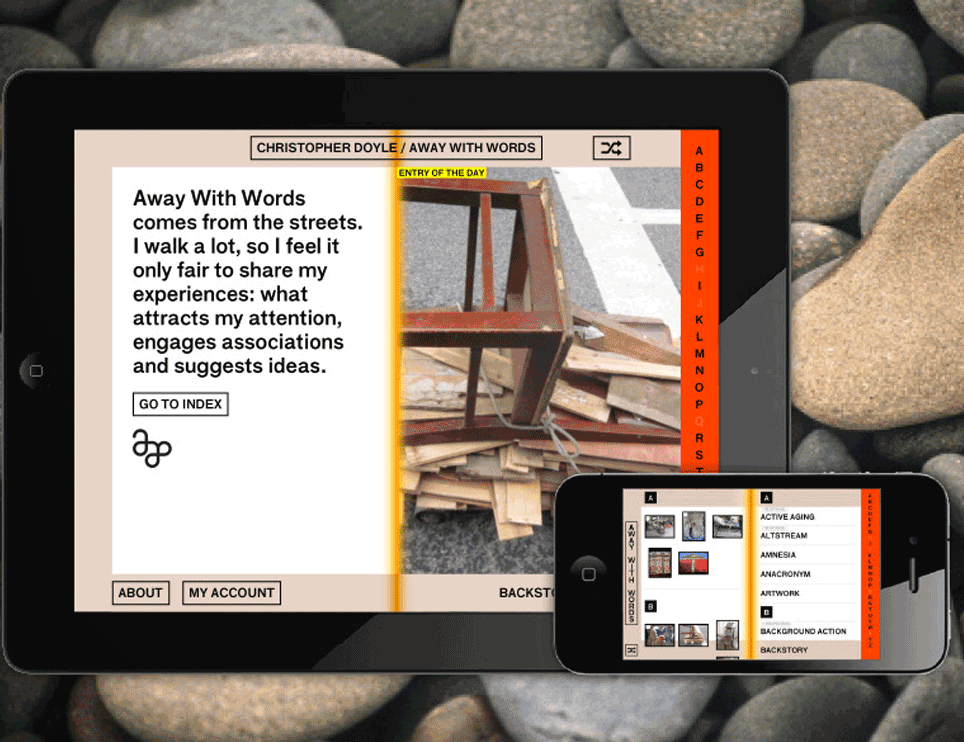 CHRISTOPHER DOYLE / AWAY WITH WORDS
ENTRY OF THE DAY
Away With Words
comes from the streets.
I walk a lot, so I feel it
only fair to share my
experiences: what
attracts my attention,
engages associations
and suggests ideas.
GO TO INDEX
ABOUT
MY ACCOUNT
BACKSTO
A
B
C
D
E
F
G
H
I
J
K
L
M
N
O
P
Q
R
S
T
AWAY WITH WORDS
A
B
A
ACTIVE AGING
ALTSTREAM
AMNESIA
ANACRONYM
ARTWORK
B
BACKGROUND ACTION
BACKSTORY